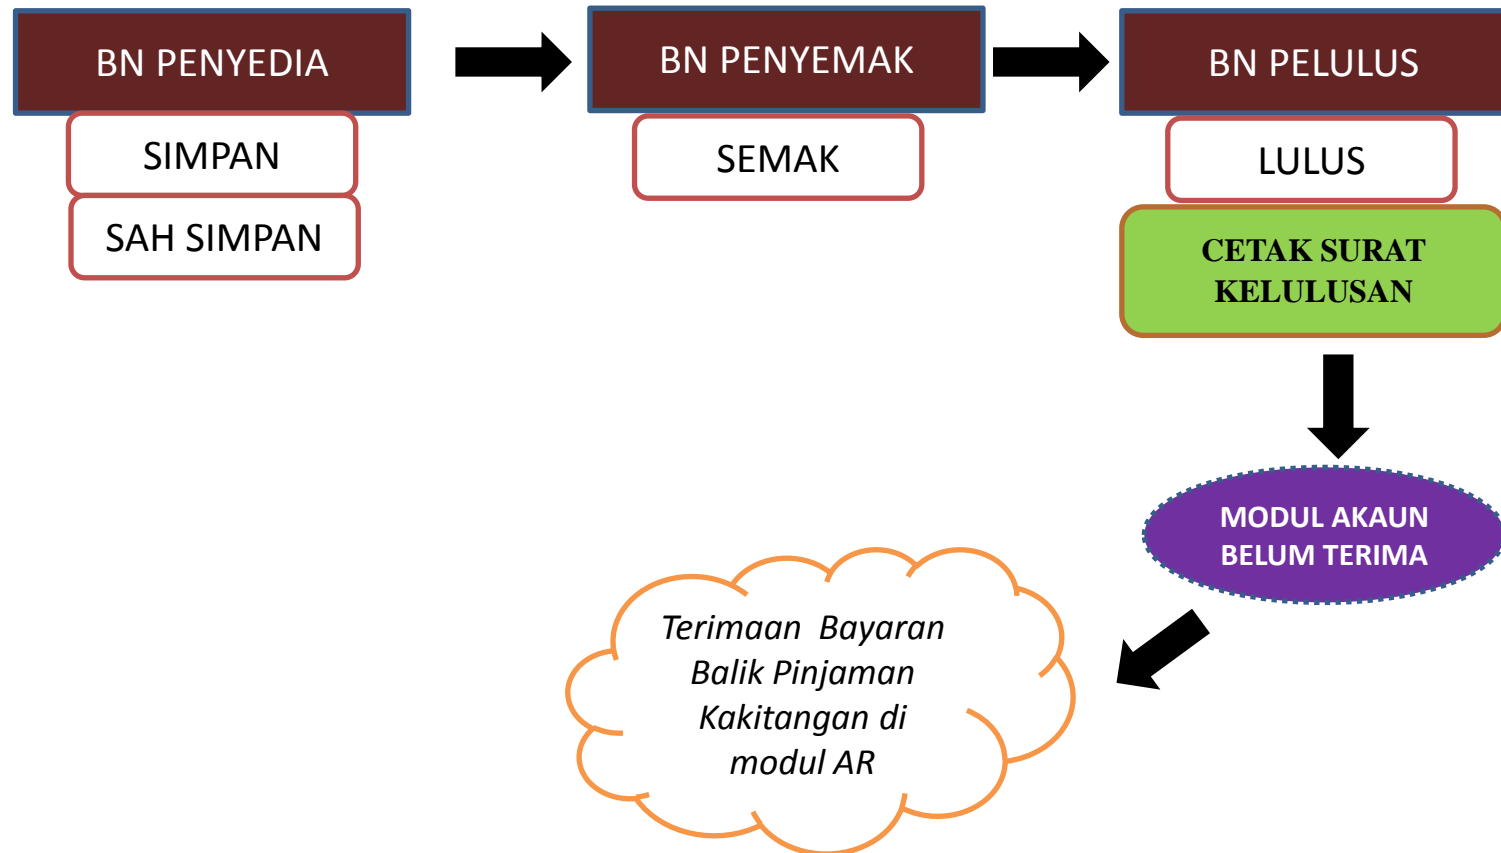 BN PENYEDIA
SIMPAN
SAH SIMPAN
BN PENYEMAK
SEMAK
BN PELULUS
LULUS
CETAK SURAT
KELULUSAN
MODUL AKAUN
BELUM TERIMA
Terimaan Bayaran
Balik Pinjaman
Kakitangan di
modul AR